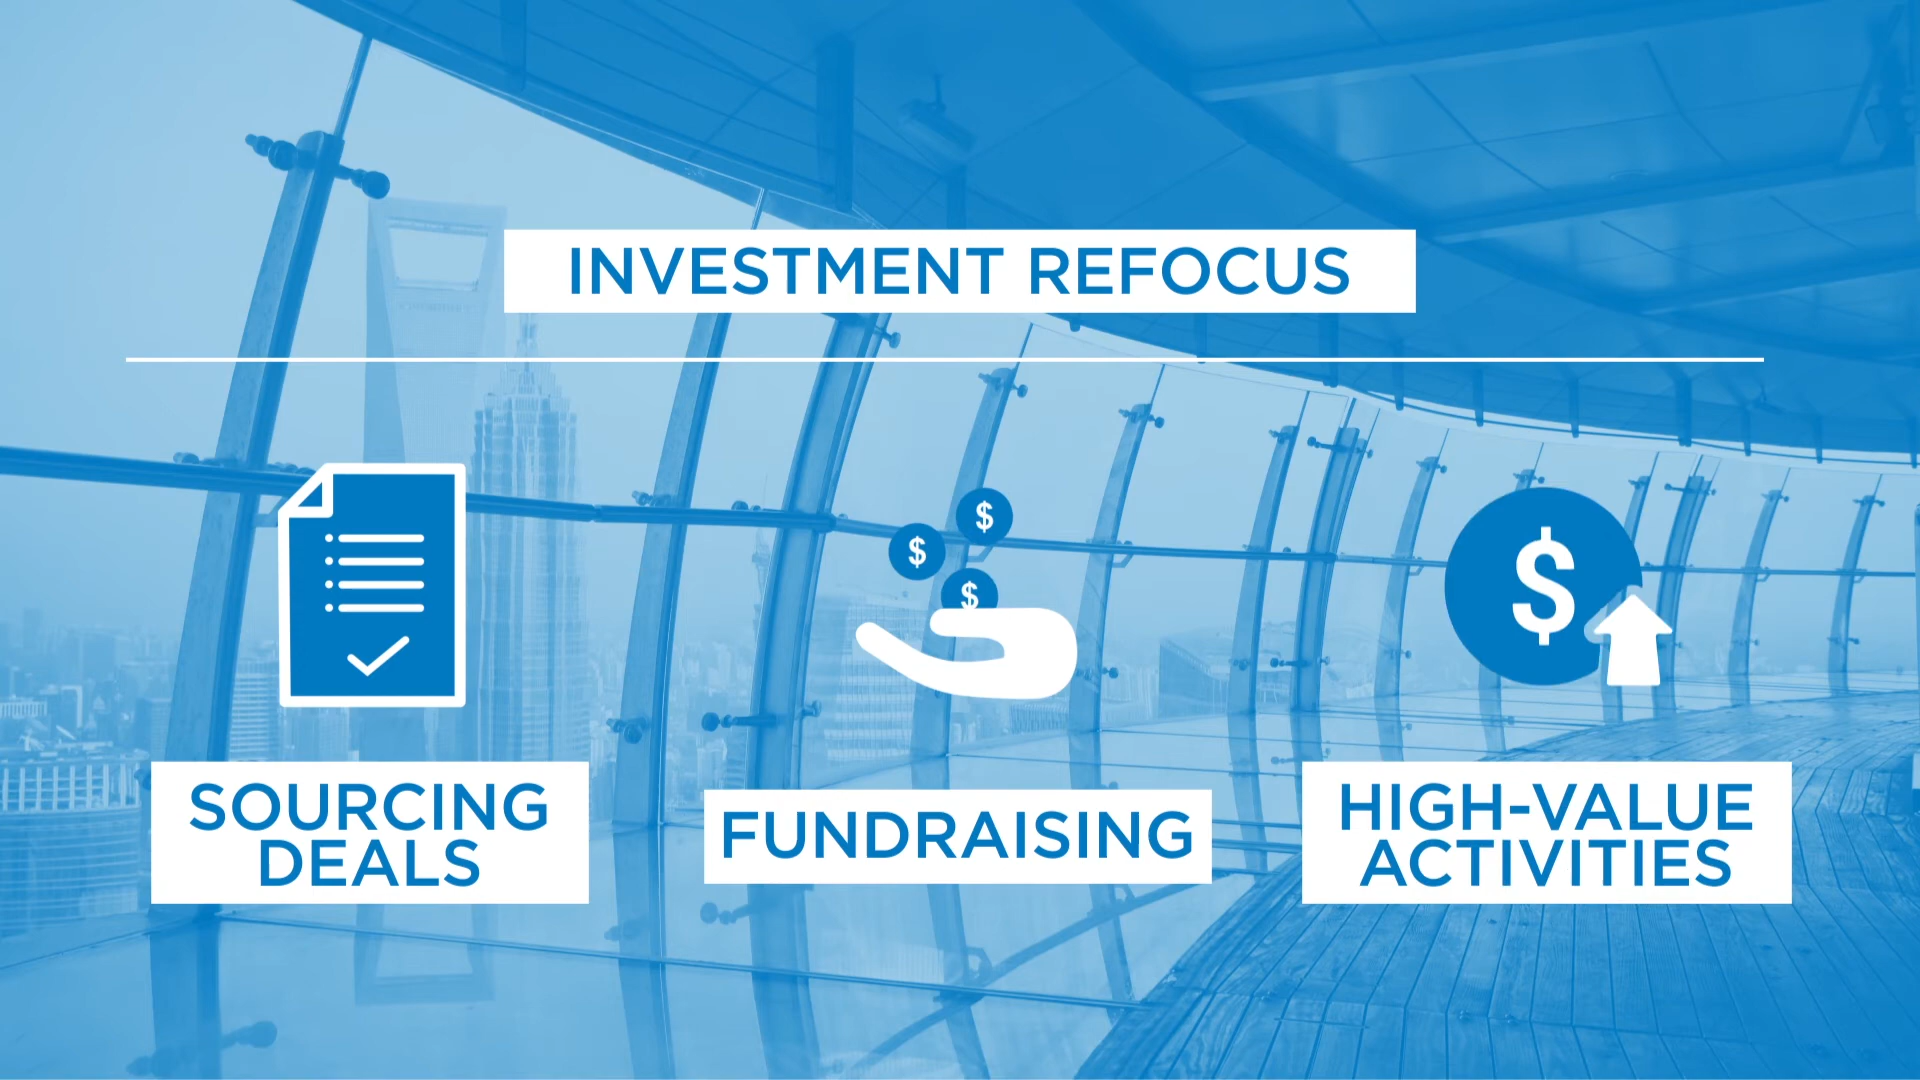 INVESTMENT REFOCUS
$
$
$
$
SOURCING
DEALS
FUNDRAISING
HIGH-VALUE
ACTIVITIES